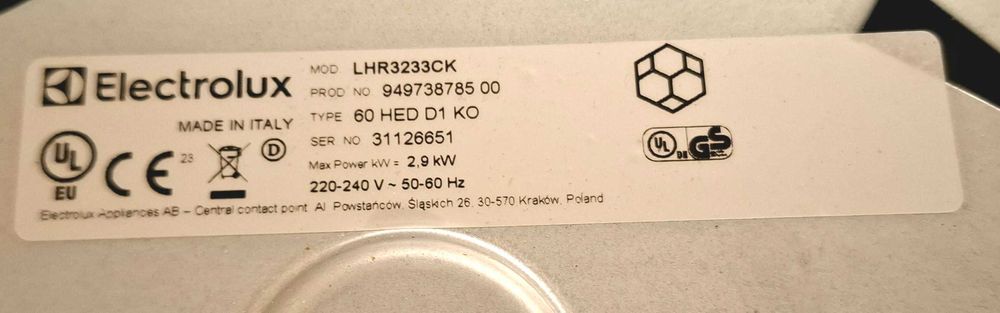 Electrolux
MOD. LHR3233CK
PROD NO. 949738785 00
TYPE 60 HED D1 KO
MADE IN ITALY
SER NO 31126651
D
UL
EU
CE 23
Max Power kW = 2,9 kW
220-240 V ~ 50-60 Hz
UL DE GS
Electrolux Appliances AB – Central contact point Al. Powstańców, Śląskich 26, 30-570 Kraków, Poland